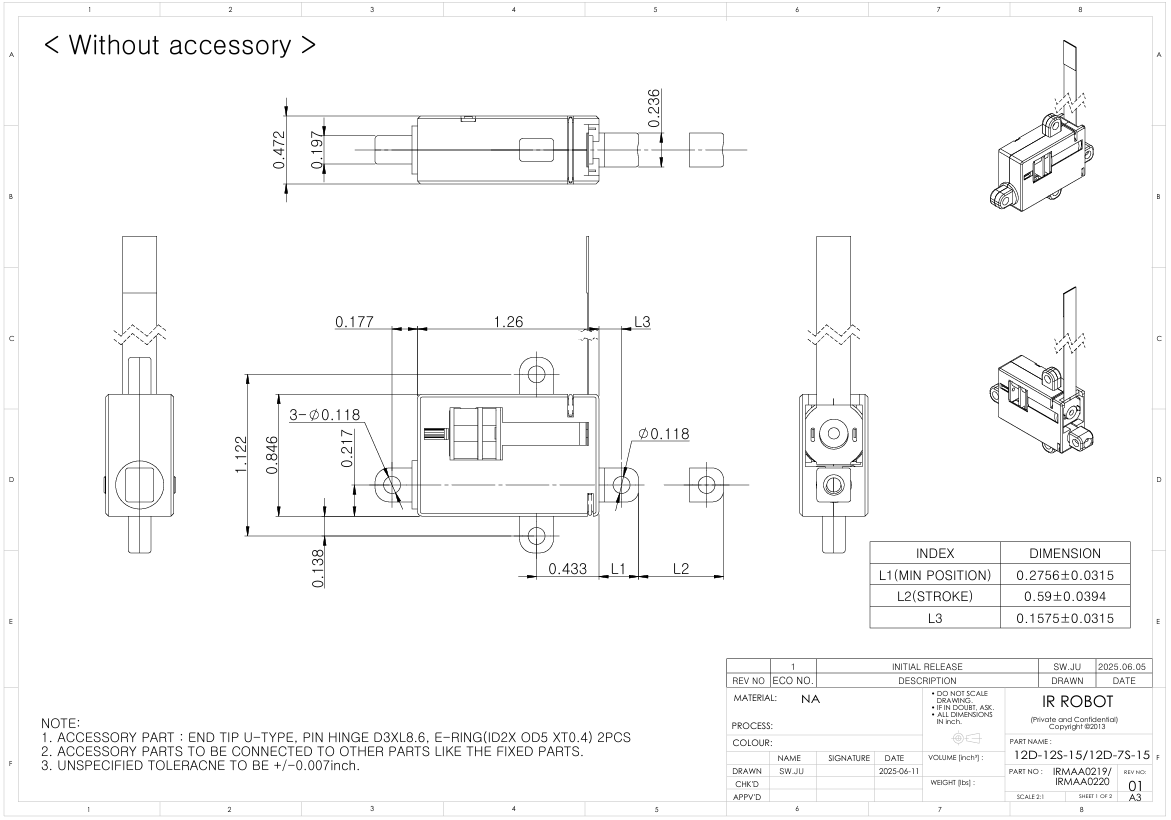 1 2 3 4 5 6 7 8
< Without accessory >
A A
0.236
0.472
0.197
B B
0.177 1.26 L3
C C
3-Ø0.118
Ø0.118
1.122
0.846
0.217
D D
0.138
0.433 L1 L2
INDEX DIMENSION
L1(MIN POSITION) 0.2756±0.0315
L2(STROKE) 0.59±0.0394
L3 0.1575±0.0315
E E
1 INITIAL RELEASE SW.JU 2025.06.05
REV NO ECO NO. DESCRIPTION DRAWN DATE
MATERIAL: NA
PROCESS:
COLOUR:
NAME SIGNATURE DATE
DRAWN SW.JU 2025-06-11
CHK'D
APPV'D
• DO NOT SCALE
DRAWING.
• IF IN DOUBT, ASK.
• ALL DIMENSIONS
IN inch.
VOLUME [inch³] :
WEIGHT [lbs] :
IR ROBOT
(Private and Confidential)
Copyright ©2013
PART NAME :
12D-12S-15/12D-7S-15
PART NO : IRMAA0219/
IRMAA0220
REV NO:
01
SCALE 2:1 SHEET 1 OF 2 A3
NOTE:
1. ACCESSORY PART : END TIP U-TYPE, PIN HINGE D3XL8.6, E-RING(ID2X OD5 XT0.4) 2PCS
2. ACCESSORY PARTS TO BE CONNECTED TO OTHER PARTS LIKE THE FIXED PARTS.
3. UNSPECIFIED TOLERACNE TO BE +/-0.007inch.
F F
1 2 3 4 5 6 7 8